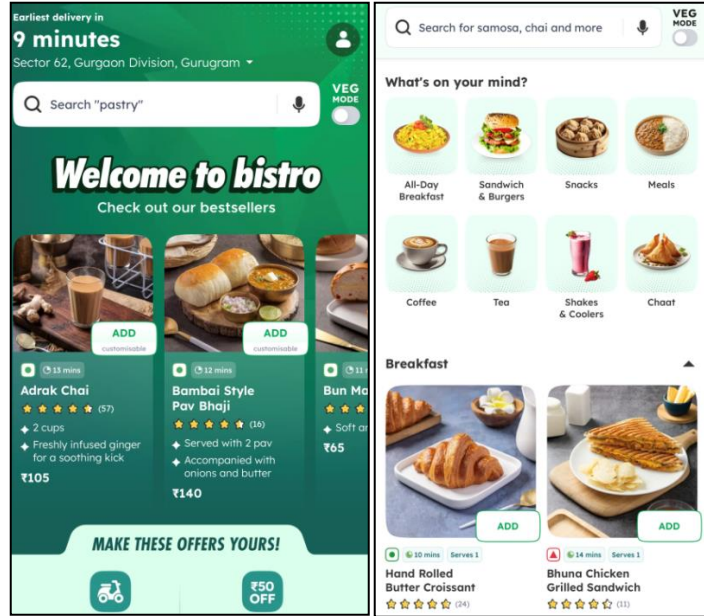 Earliest delivery in
9 minutes
Sector 62, Gurgaon Division, Gurugram
Search "pastry"
VEG
MODE
Welcome to bistro
Check out our bestsellers
ADD
customisable
13 mins
Adrak Chai
(57)
2 cups
Freshly infused ginger
for a soothing kick
₹105
ADD
customisable
12 mins
Bambai Style
Pav Bhaji
(16)
Served with 2 pav
Accompanied with
onions and butter
₹140
11
Bun Ma
Soft
₹65
MAKE THESE OFFERS YOURS!
₹50
OFF
Search for samosa, chai and more
VEG
MODE
What's on your mind?
All-Day
Breakfast
Sandwich
& Burgers
Snacks
Meals
Coffee
Tea
Shakes
& Coolers
Chaat
Breakfast
ADD
10 mins
Serves 1
Hand Rolled
Butter Croissant
(24)
ADD
14 mins
Serves 1
Bhuna Chicken
Grilled Sandwich
(11)